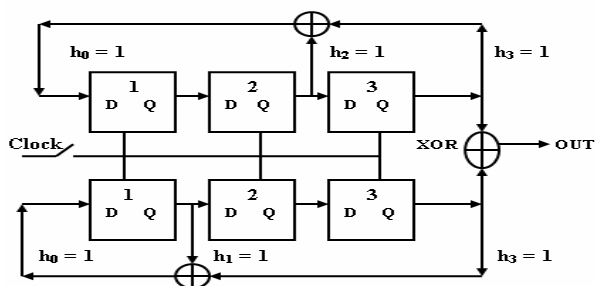 h₀ = 1 h₂ = 1 h₃ = 1
1 2 3
D Q D Q D Q
Clock XOR OUT
1 2 3
D Q D Q D Q
h₀ = 1 h₁ = 1 h₃ = 1